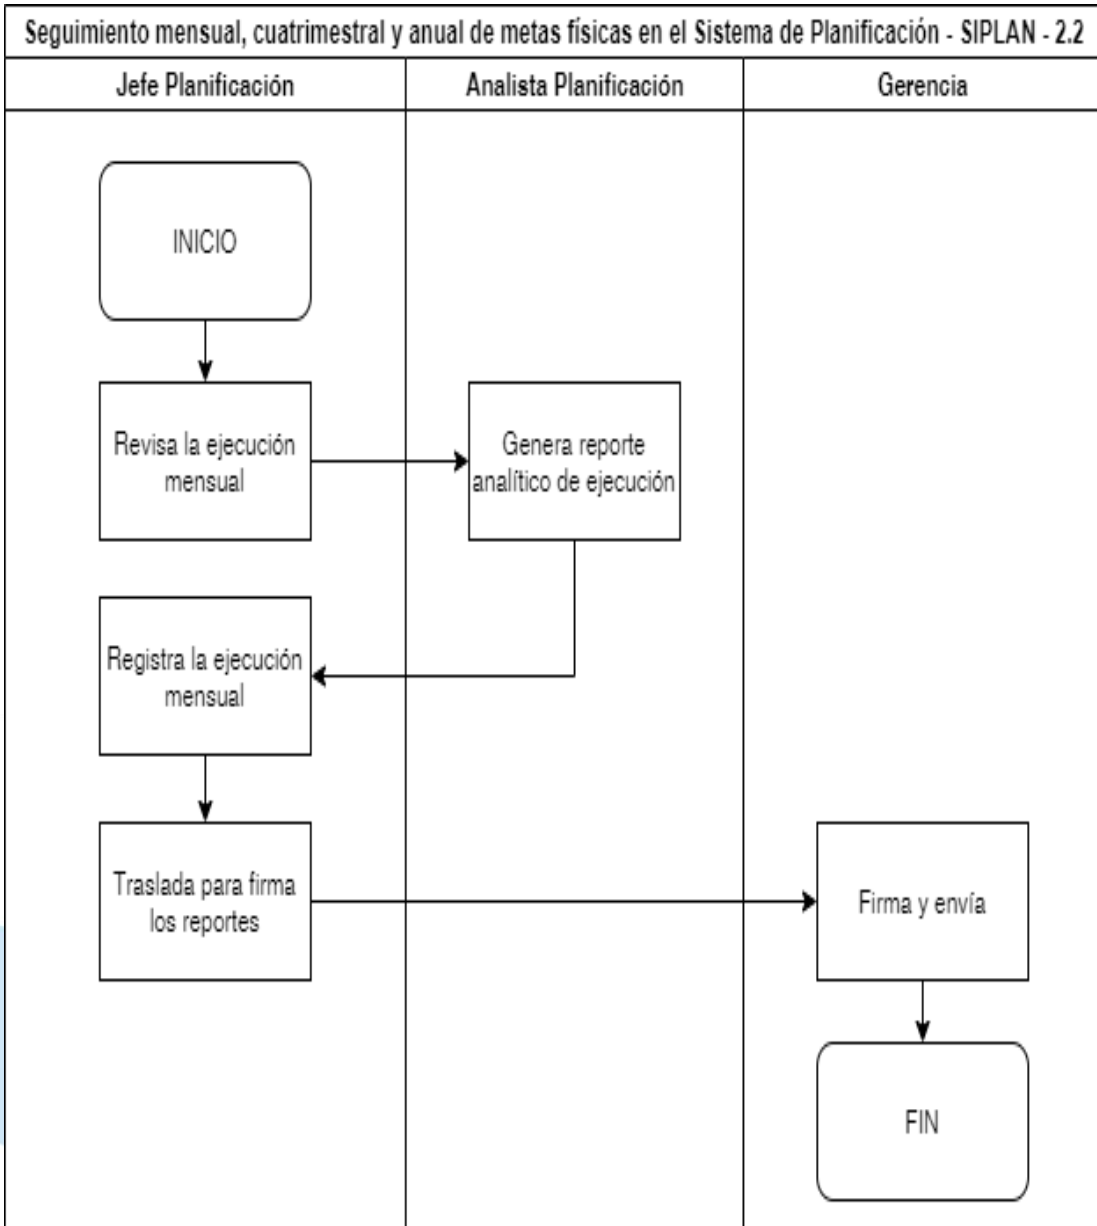 Seguimiento mensual, cuatrimestral y anual de metas físicas en el Sistema de Planificación - SIPLAN - 2.2
Jefe Planificación
Analista Planificación
Gerencia
INICIO
Revisa la ejecución
mensual
Genera reporte
analítico de ejecución
Registra la ejecución
mensual
Traslada para firma
los reportes
Firma y envía
FIN